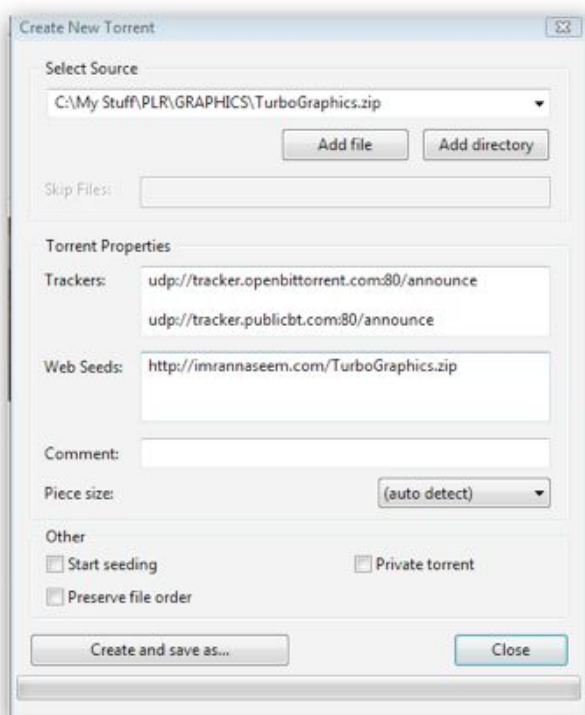 Create New Torrent
Select Source
C:\My Stuff\PLR\GRAPHICS\TurboGraphics.zip
Add file
Add directory
Skip Files:
Torrent Properties
Trackers:
udp://tracker.openbittorrent.com:80/announce
udp://tracker.publicbt.com:80/announce
Web Seeds:
http://imrannaseem.com/TurboGraphics.zip
Comment:
Piece size:
(auto detect)
Other
Start seeding
Private torrent
Preserve file order
Create and save as...
Close